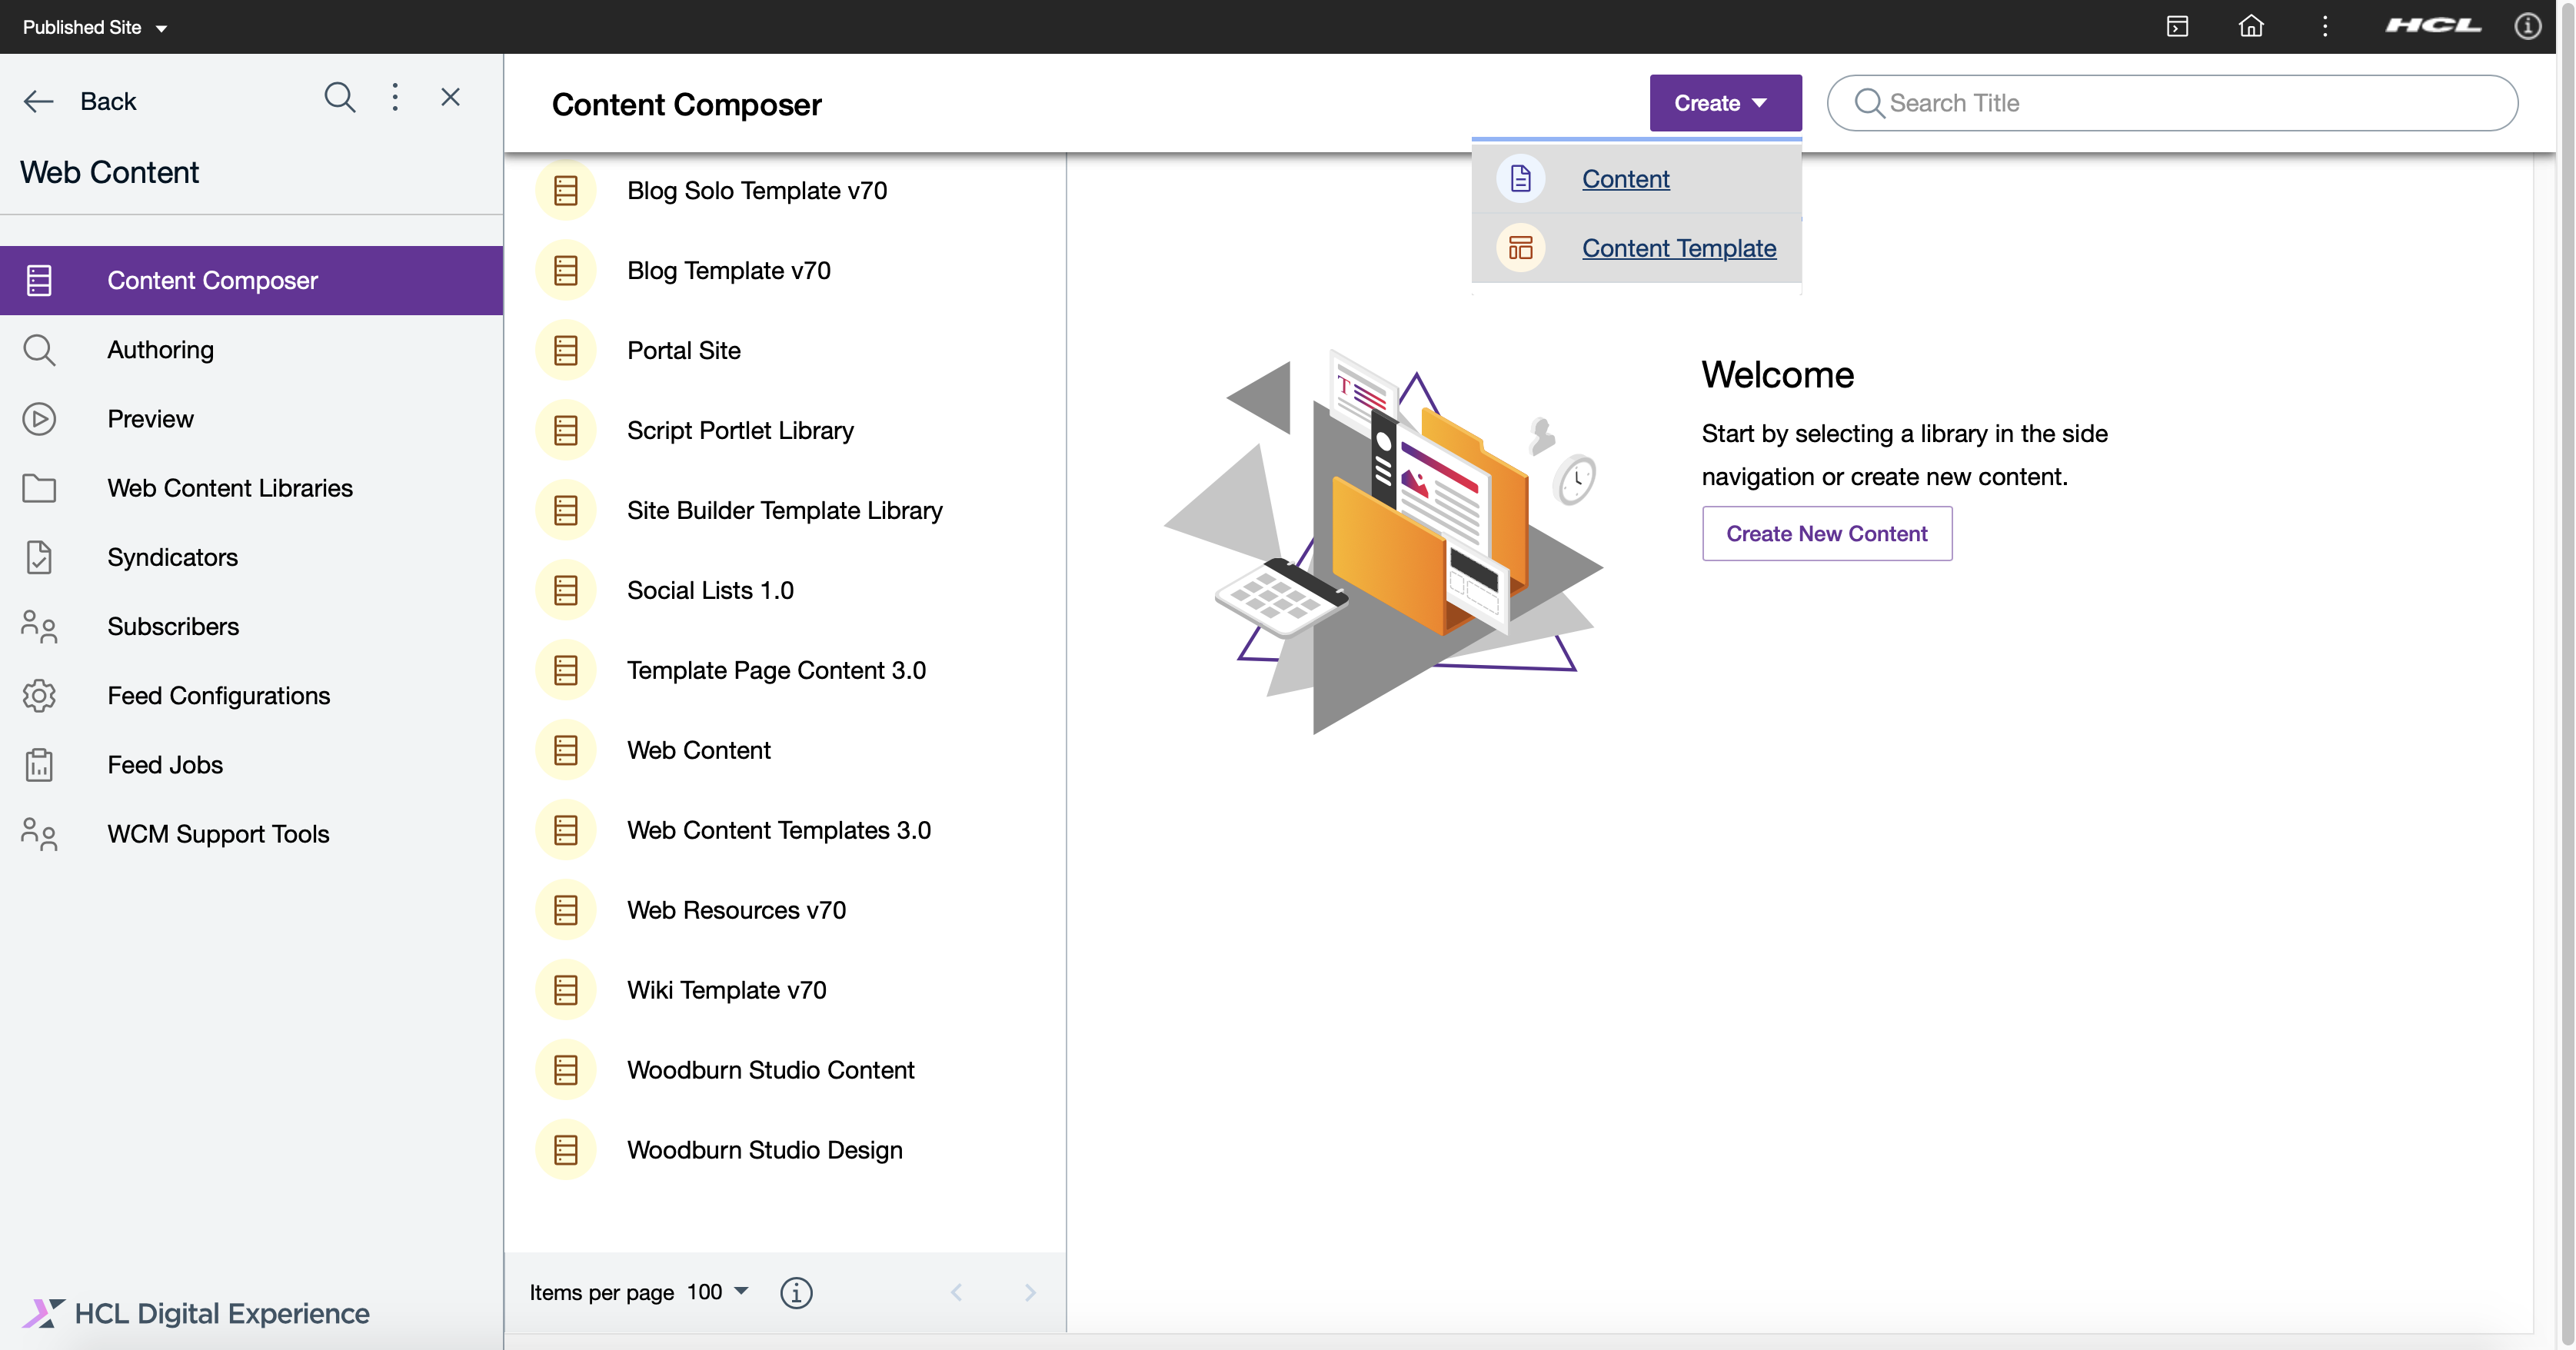 Published Site
HCL
Back
Web Content
Content Composer
Authoring
Preview
Web Content Libraries
Syndicators
Subscribers
Feed Configurations
Feed Jobs
WCM Support Tools
HCL Digital Experience
Content Composer
Create
Search Title
Content
Content Template
Blog Solo Template v70
Blog Template v70
Portal Site
Script Portlet Library
Site Builder Template Library
Social Lists 1.0
Template Page Content 3.0
Web Content
Web Content Templates 3.0
Web Resources v70
Wiki Template v70
Woodburn Studio Content
Woodburn Studio Design
Items per page 100
T
Welcome
Start by selecting a library in the side
navigation or create new content.
Create New Content